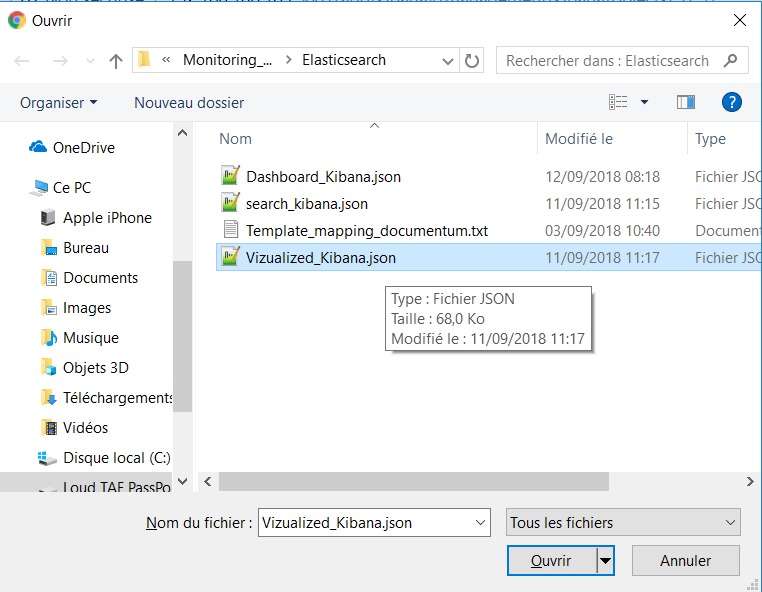 Ouvrir
« Monitoring_... > Elasticsearch
Rechercher dans : Elasticsearch
Organiser
Nouveau dossier
?
Nom
Modifié le
Type
OneDrive
Ce PC
Apple iPhone
Bureau
Documents
Images
Musique
Objets 3D
Téléchargements
Vidéos
Disque local (C:)
Loud TAF PassPo
Dashboard_Kibana.json 12/09/2018 08:18 Fichier JSO
search_kibana.json 11/09/2018 11:15 Fichier JSO
Template_mapping_documentum.txt 03/09/2018 10:40 Document
Vizualized_Kibana.json 11/09/2018 11:17 Fichier JSO
Type : Fichier JSON
Taille : 68,0 Ko
Modifié le : 11/09/2018 11:17
Nom du fichier : Vizualized_Kibana.json
Tous les fichiers
Ouvrir
Annuler